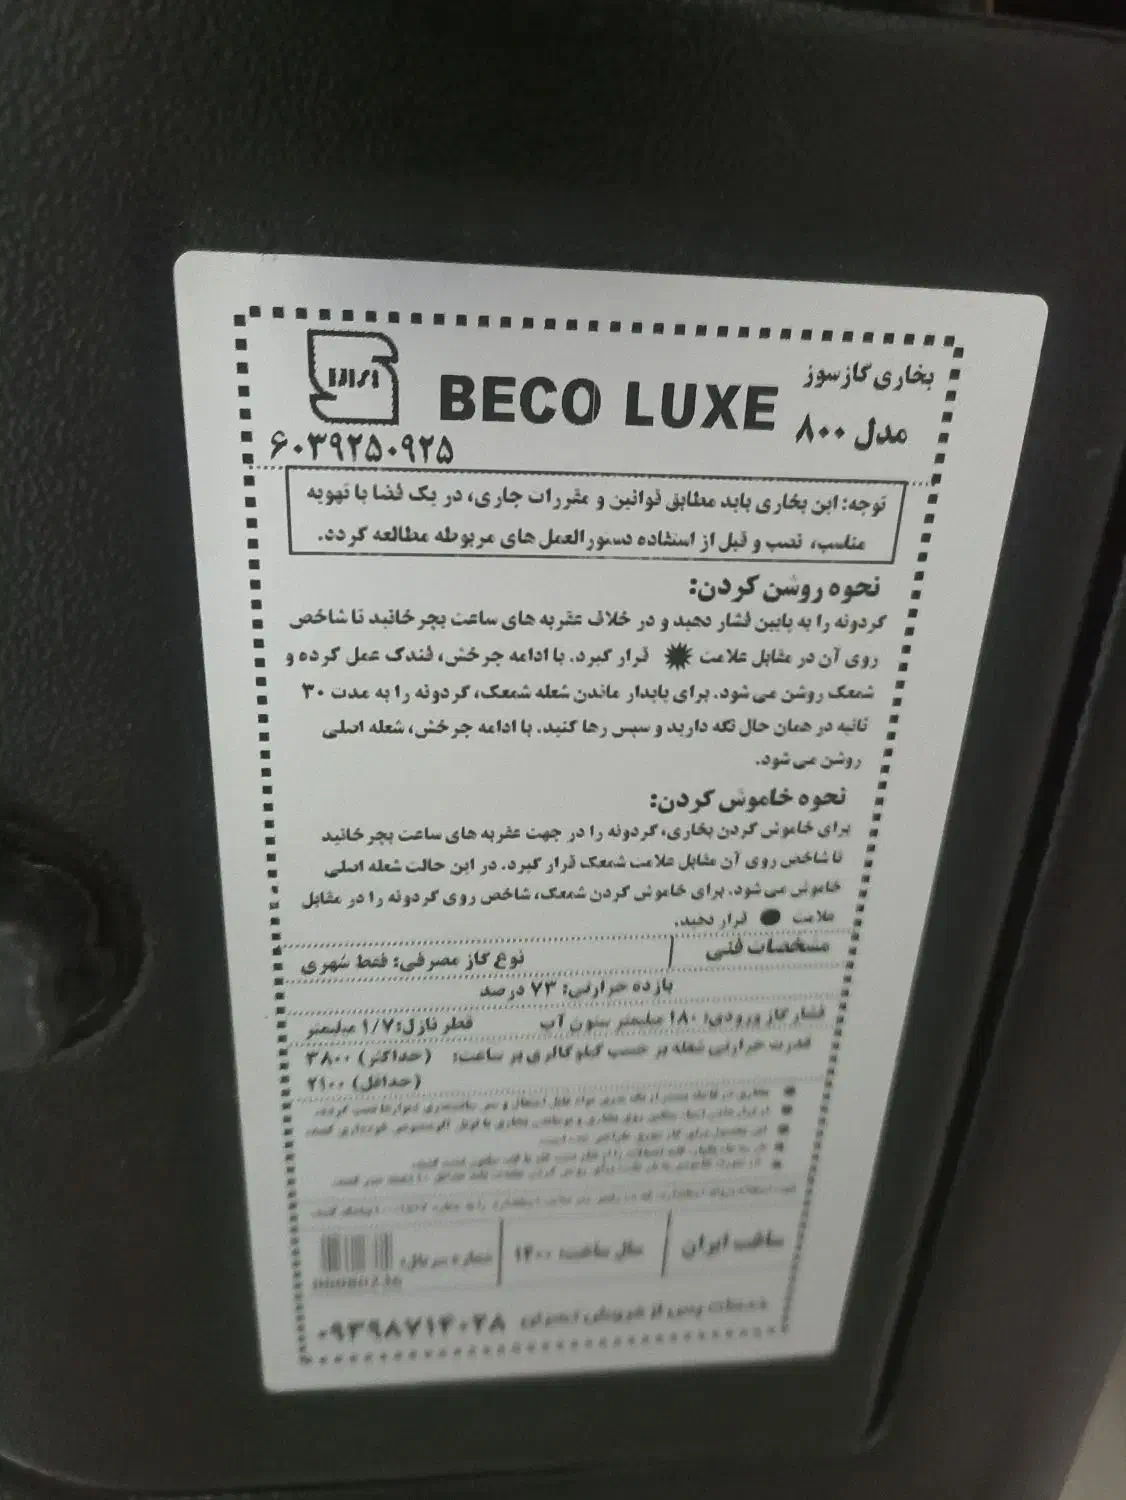 بخاری گازسوز
BECO LUXE
مدل ۸۰۰
۶۰۳۹۲۵۰۹۲۵
توجه: این بخاری باید مطابق قوانین و مقررات جاری، در یک فضا با تهویه
مناسب، نصب و قبل از استفاده دستورالعمل های مربوطه مطالعه گردد.
نحوه روشن کردن:
گردونه را به پایین فشار دهید و در خلاف عقربه های ساعت بچرخانید تا شاخص
روی آن در مقابل علامت قرار گیرد. با ادامه چرخش، فندک عمل کرده و
شمعک روشن می شود. برای پایدار ماندن شعله شمعک، گردونه را به مدت ۳۰
ثانیه در همان حال نگه دارید و سپس رها کنید. با ادامه چرخش، شعله اصلی
روشن می شود.
نحوه خاموش کردن:
برای خاموش کردن بخاری، گردونه را در جهت عقربه های ساعت بچرخانید
تا شاخص روی آن مقابل علامت شمعک قرار گیرد. در این حالت شعله اصلی
خاموش می شود. برای خاموش کردن شمعک، شاخص روی گردونه را در مقابل
علامت ● قرار دهید.
مشخصات فنی
نوع گاز مصرفی: فقط شهری
بازده حرارتی: ۷۳ درصد
فشار گاز ورودی: ۱۸۰ میلیمتر ستون آب
قطر نازل: ۱/۷ میلیمتر
قدرت حرارتی شعله بر حسب کیلو کالری بر ساعت: (حداکثر) ۳۸۰۰
(حداقل) ۲۱۰۰
ساخت ایران
سال ساخت: ۱۴۰۰
شماره سریال:
خدمات پس از فروش تهران ۰۹۳۹۸۷۱۴۰۲۸